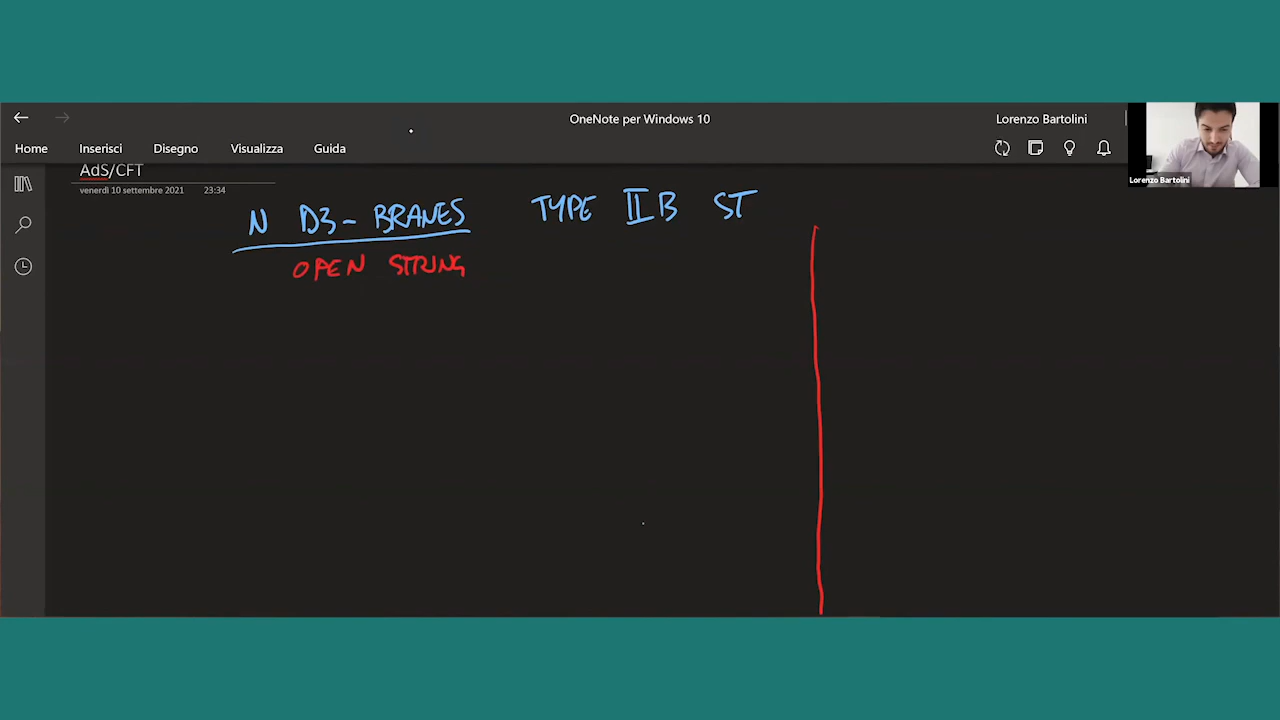 OneNote per Windows 10
Lorenzo Bartolini
Home Inserisci Disegno Visualizza Guida
Lorenzo Bartolini
AdS/CFT
venerdì 10 settembre 2021 23:34
N D3-BRANES TYPE IIB ST
OPEN STRING